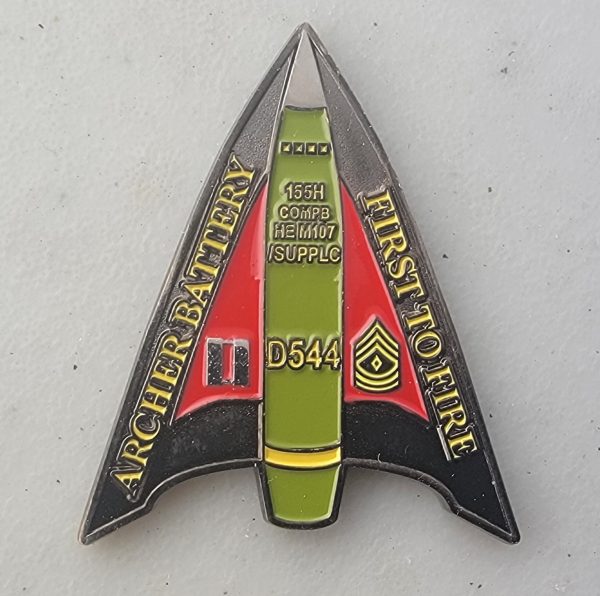 ARCHER BATTERY
155H
COMPB
HE M107
/SUPPLC
D544
FIRST TO FIRE